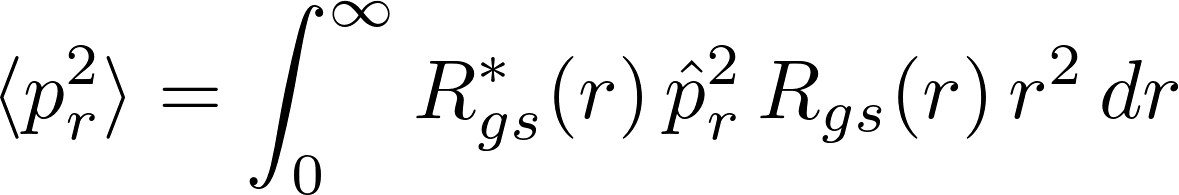 ⟨p_r^2⟩ = ∫_0^∞ R_{gs}^*(r) p̂_r^2 R_{gs}(r) r^2 dr